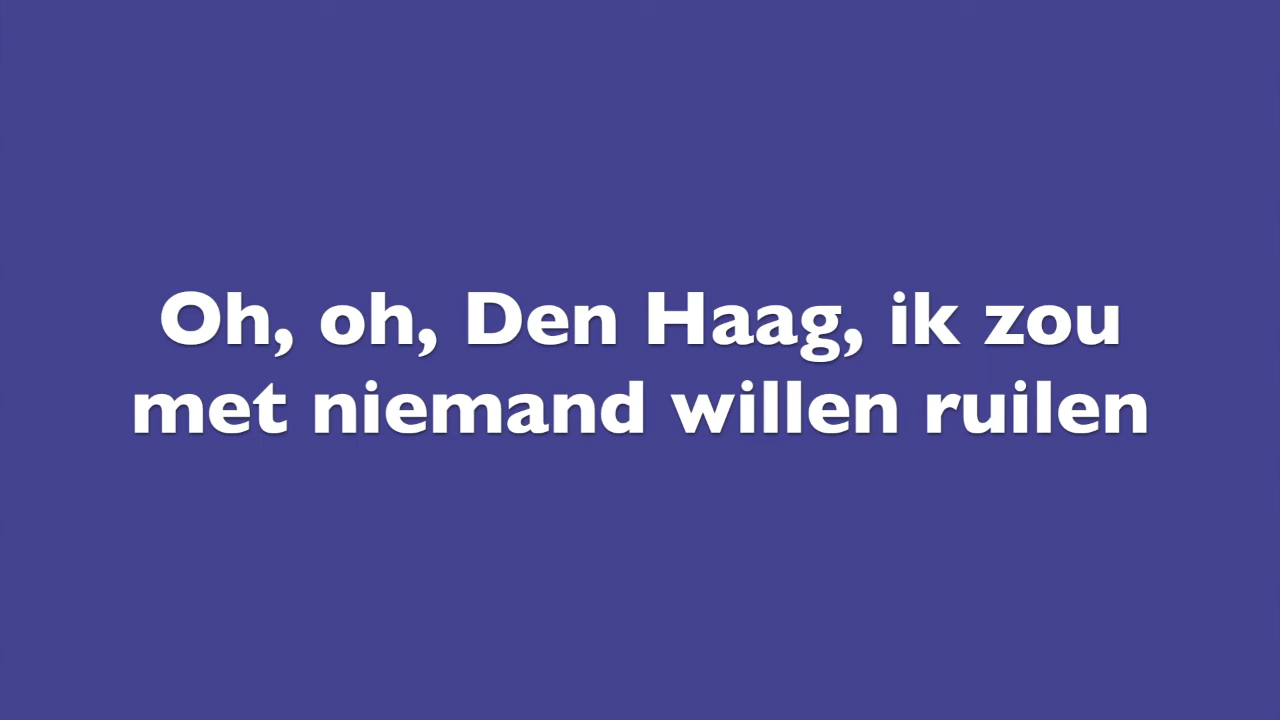 Oh, oh, Den Haag, ik zou
met niemand willen ruilen